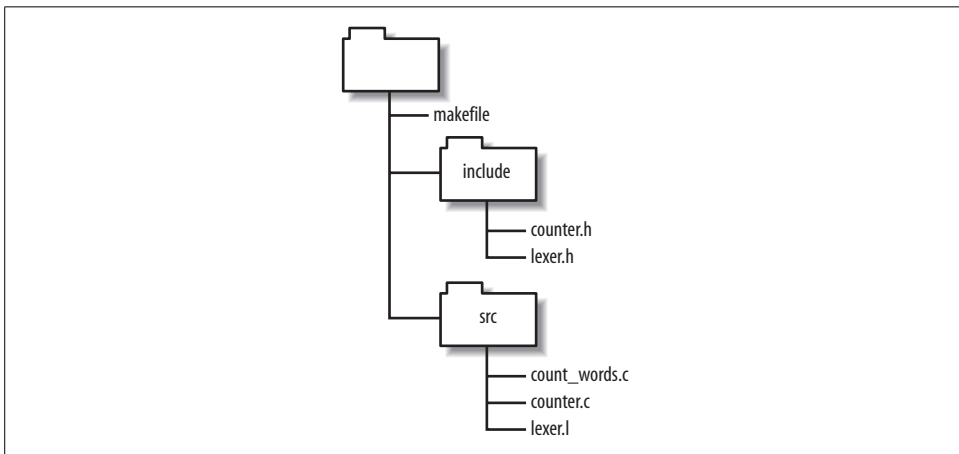 makefile
include
counter.h
lexer.h
src
count_words.c
counter.c
lexer.l